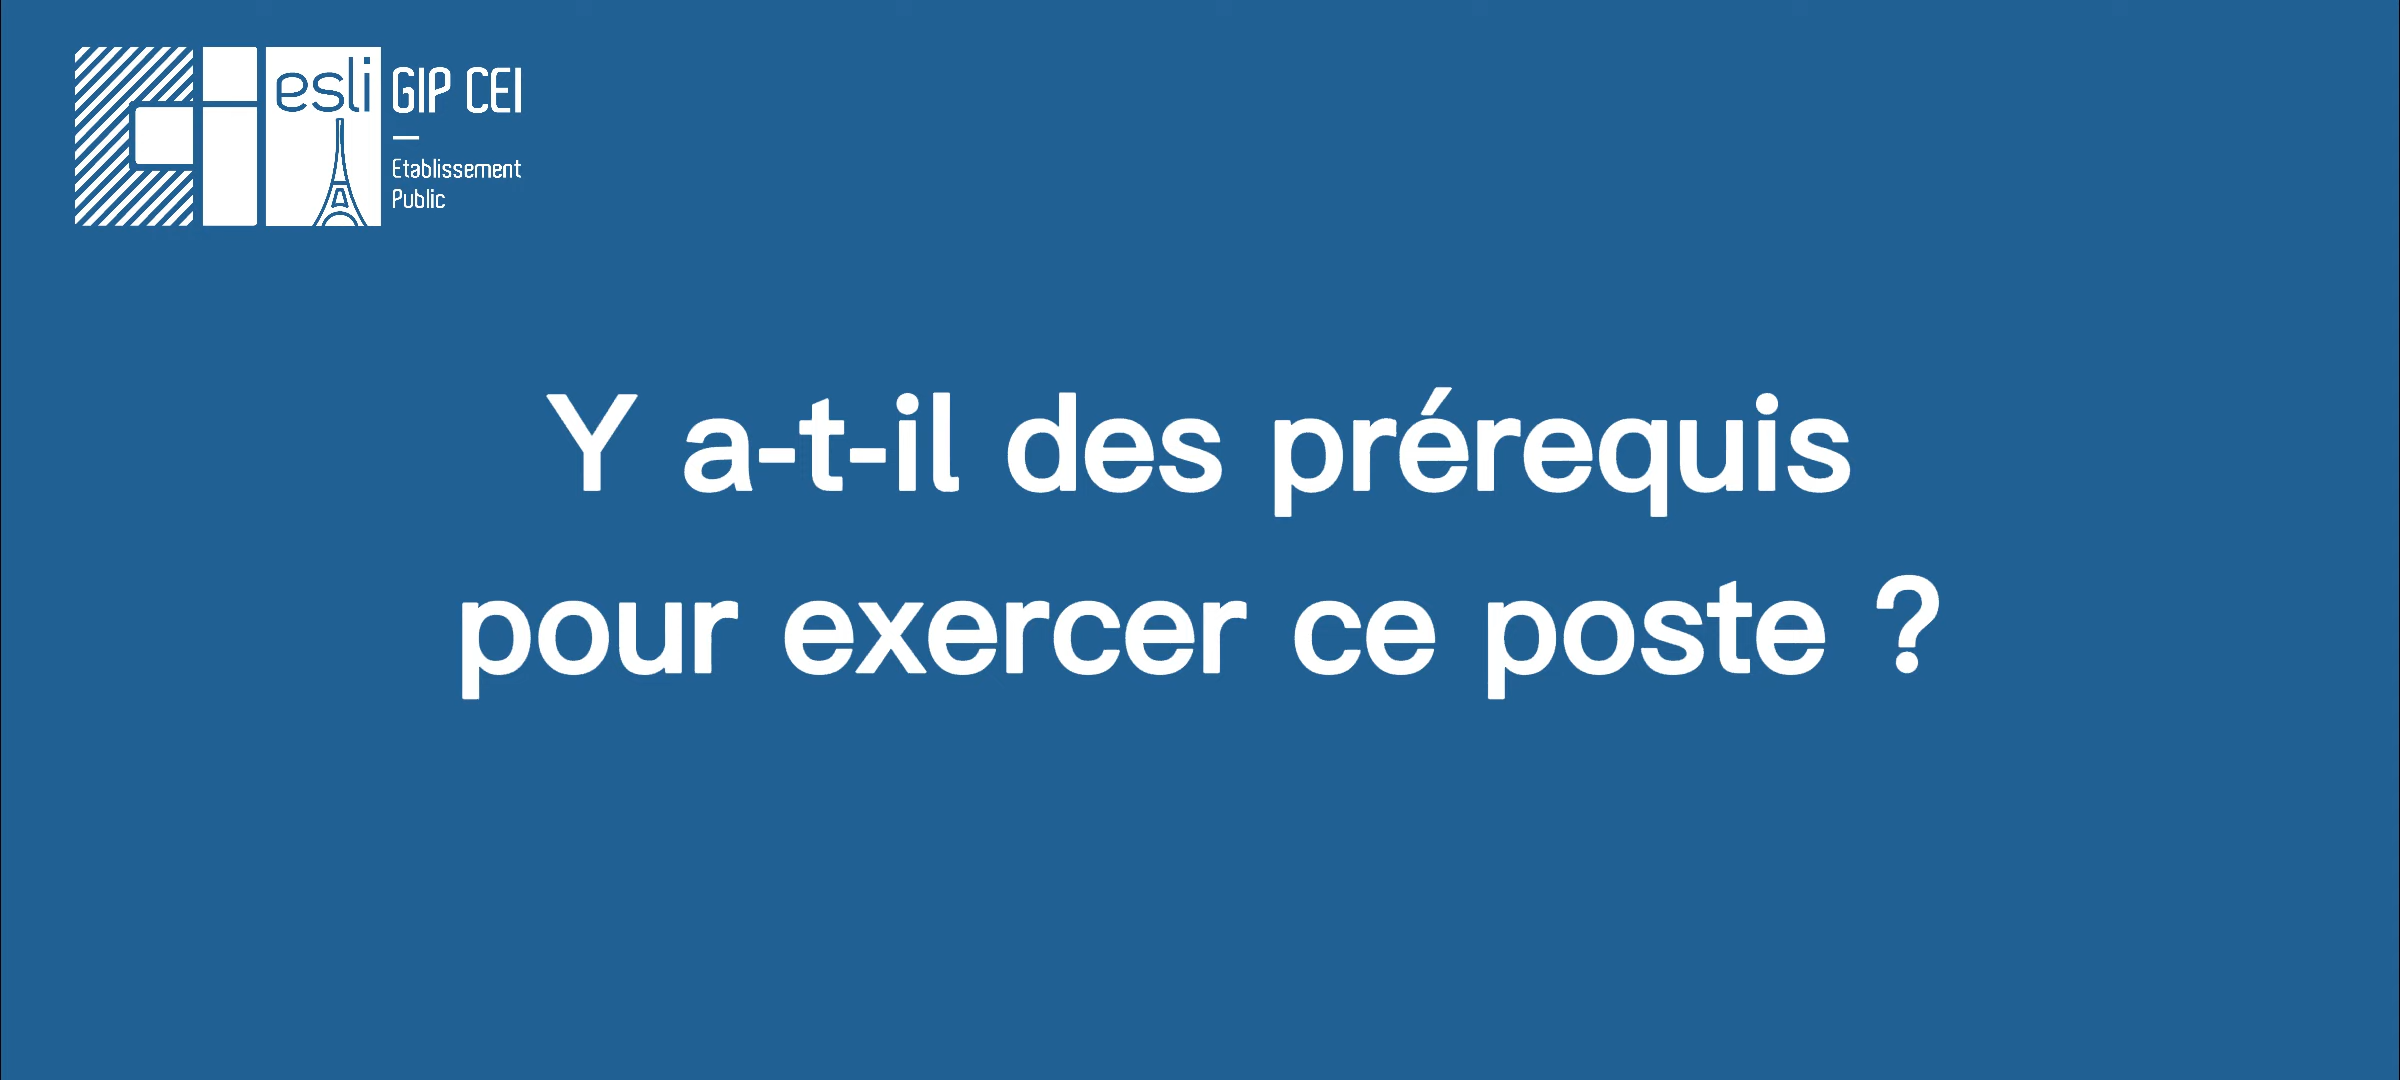 esli GIP CEI
Etablissement
Public
Y a-t-il des prérequis
pour exercer ce poste ?